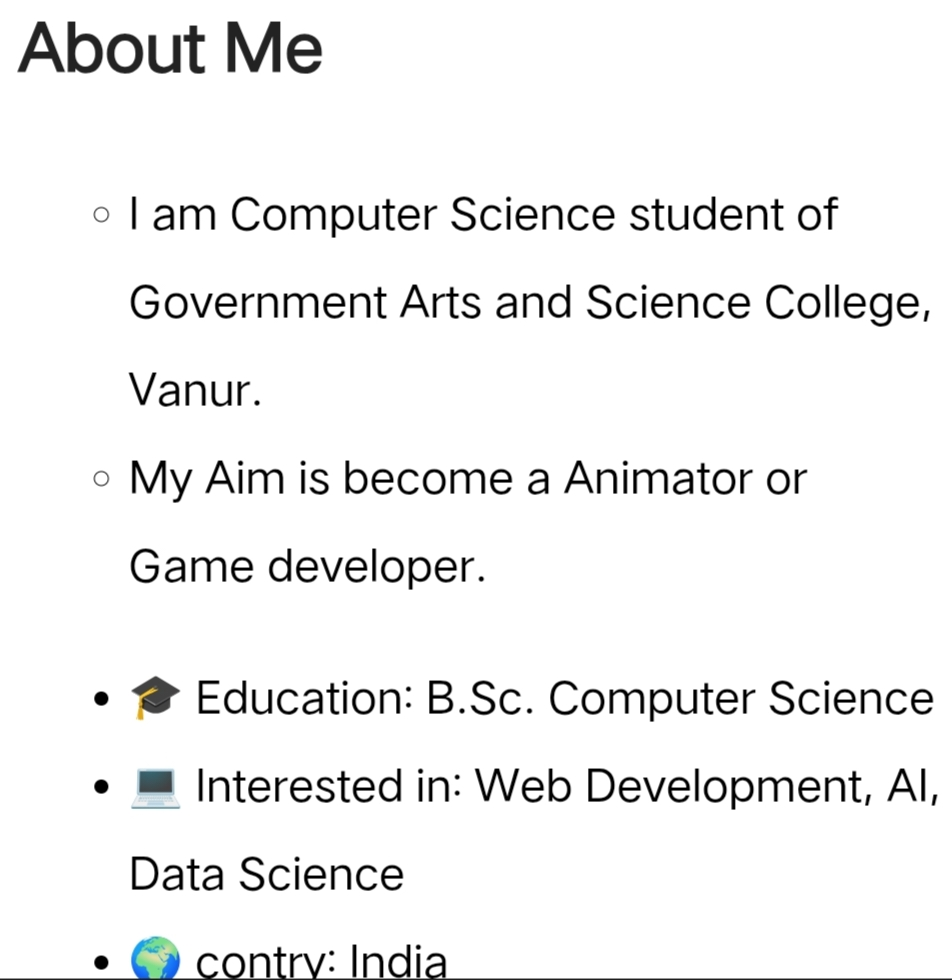 About Me
I am Computer Science student of
Government Arts and Science College,
Vanur.
My Aim is become a Animator or
Game developer.
🎓 Education: B.Sc. Computer Science
💻 Interested in: Web Development, AI,
Data Science
🌍 contry: India